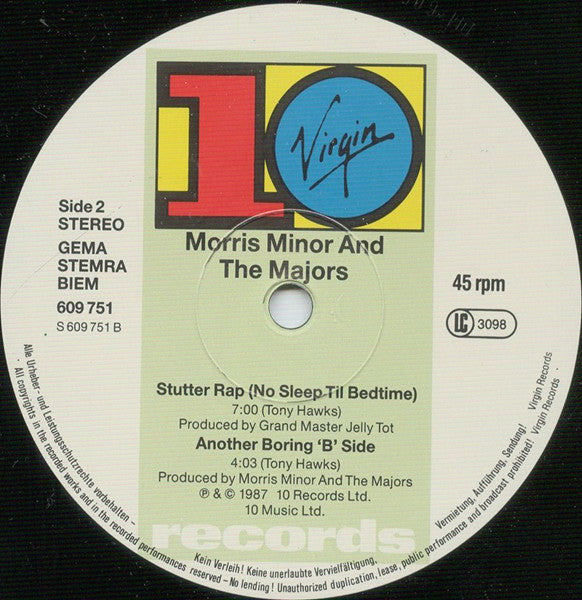 10
Virgin
Side 2
STEREO
GEMA
STEMRA
BIEM
609 751
S 609 751 B
Morris Minor And
The Majors
45 rpm
LC 3098
Stutter Rap (No Sleep Til Bedtime)
7:00 (Tony Hawks)
Produced by Grand Master Jelly Tot
Another Boring ‘B’ Side
4:03 (Tony Hawks)
Produced by Morris Minor And The Majors
℗ & © 1987 10 Records Ltd.
10 Music Ltd.
records
Alle Urheber- und Leistungsschutzrechte vorbehalten – Kein Verleih! Keine unerlaubte Vervielfältigung, Vermietung, Aufführung, Sendung! Virgin Records
All copyrights in the recorded works and in the recorded performances reserved – No lending! Unauthorized duplication, lease, public performance and broadcast prohibited! Virgin Records